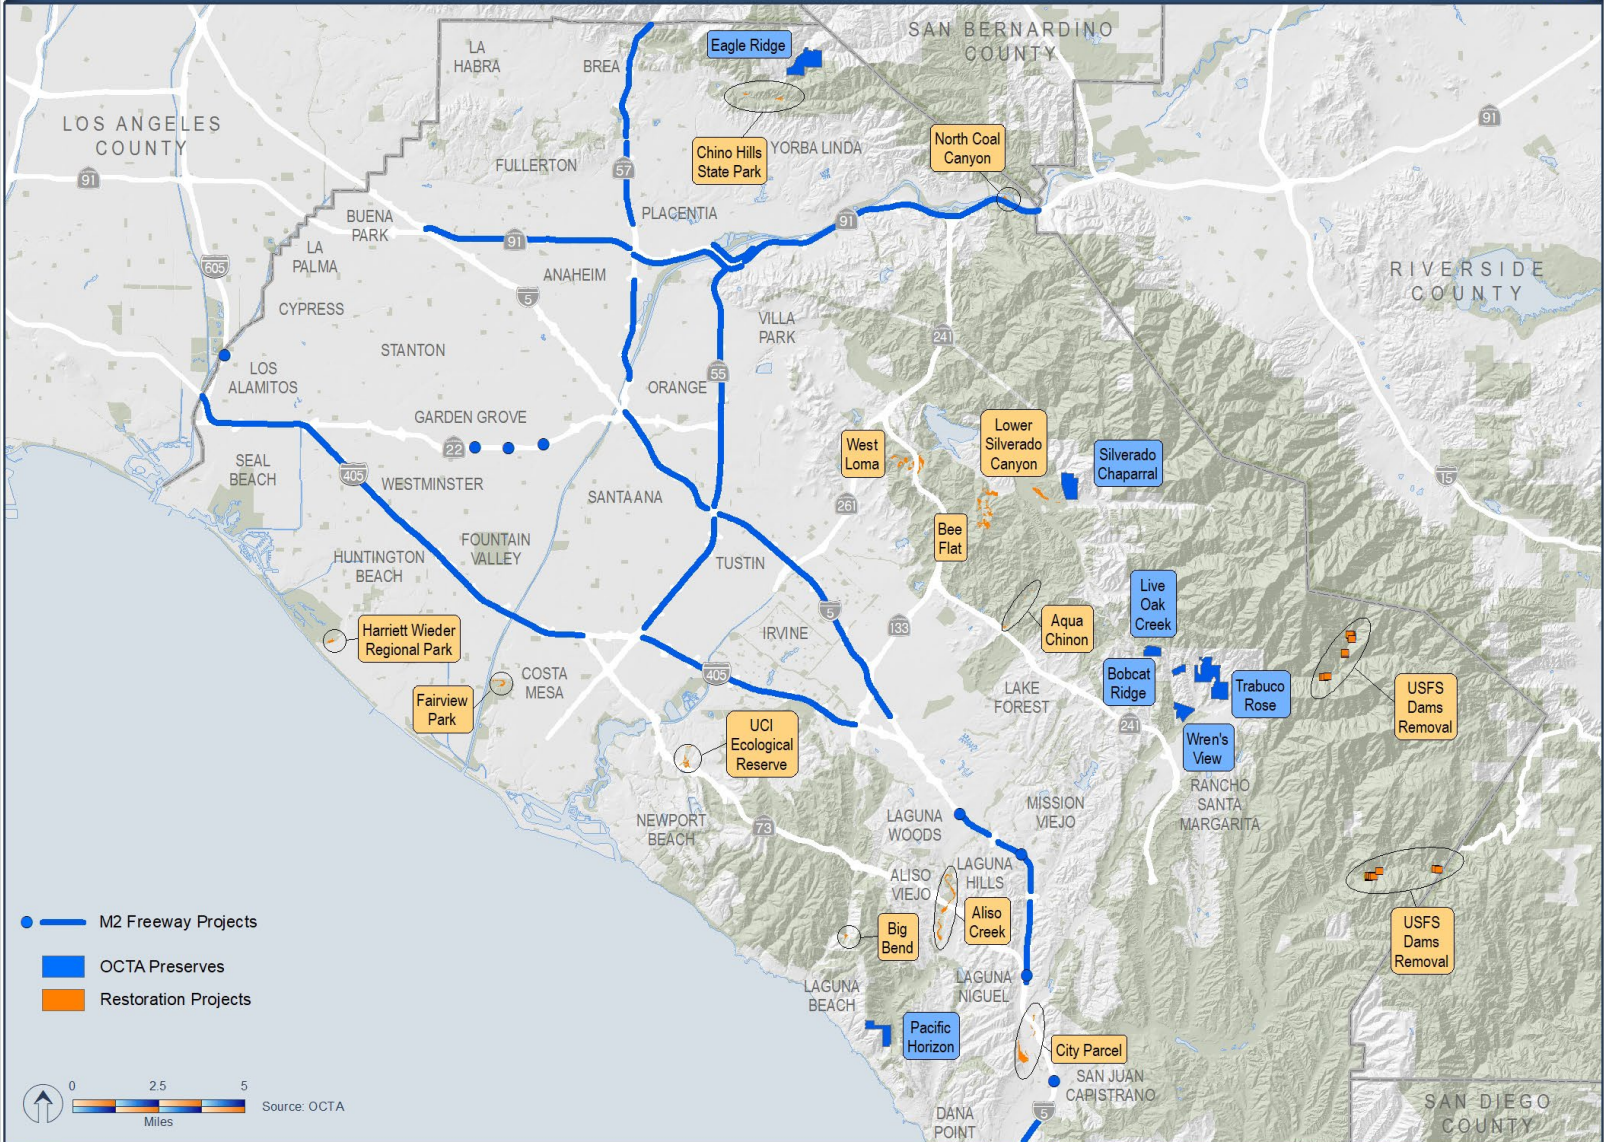 SAN BERNARDINO
COUNTY
LA
HABRA
BREA
Eagle Ridge
LOS ANGELES
COUNTY
91
91
FULLERTON
57
Chino Hills
State Park
YORBA LINDA
North Coal
Canyon
BUENA
PARK
PLACENTIA
91
91
LA
PALMA
605
ANAHEIM
RIVERSIDE
COUNTY
CYPRESS
5
VILLA
PARK
241
STANTON
LOS
ALAMITOS
ORANGE
55
GARDEN GROVE
22
West
Loma
Lower
Silverado
Canyon
Silverado
Chaparral
SEAL
BEACH
405
WESTMINSTER
SANTA ANA
261
15
Bee
Flat
FOUNTAIN
VALLEY
HUNTINGTON
BEACH
TUSTIN
Live
Oak
Creek
5
133
Aqua
Chinon
Harriett Wieder
Regional Park
IRVINE
COSTA
MESA
405
LAKE
FOREST
Bobcat
Ridge
Trabuco
Rose
USFS
Dams
Removal
Fairview
Park
241
UCI
Ecological
Reserve
Wren's
View
RANCHO
SANTA
MARGARITA
NEWPORT
BEACH
73
LAGUNA
WOODS
MISSION
VIEJO
ALISO
VIEJO
LAGUNA
HILLS
Big
Bend
Aliso
Creek
USFS
Dams
Removal
M2 Freeway Projects
OCTA Preserves
Restoration Projects
LAGUNA
BEACH
LAGUNA
NIGUEL
Pacific
Horizon
City Parcel
SAN JUAN
CAPISTRANO
5
DANA
POINT
SAN DIEGO
COUNTY
0 2.5 5
Miles
Source: OCTA